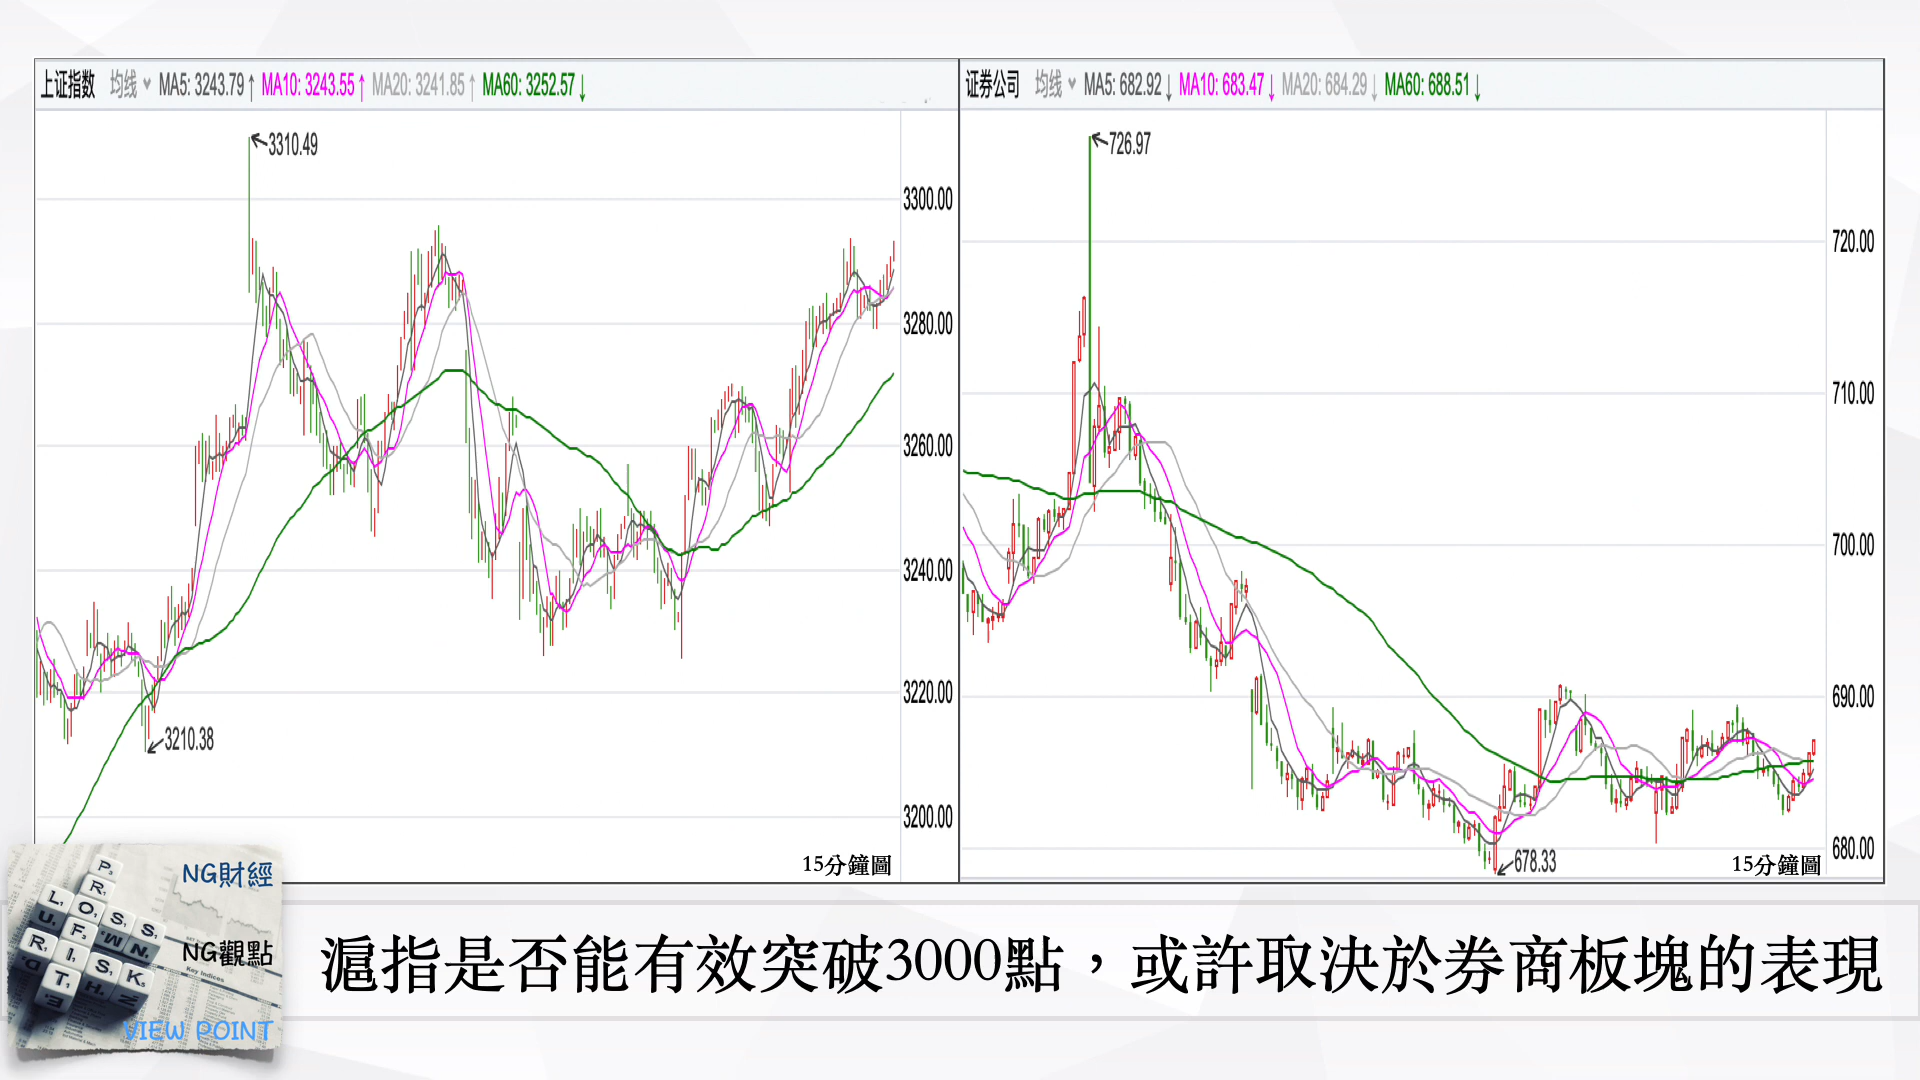 上证指数 均线 MA5: 3243.79↑ MA10: 3243.55↑ MA20: 3241.85↑ MA60: 3252.57↓
3310.49
3300.00
3280.00
3260.00
3240.00
3220.00
3210.38
3200.00
15分鐘圖
证券公司 均线 MA5: 682.92↓ MA10: 683.47↓ MA20: 684.29↓ MA60: 688.51↓
726.97
720.00
710.00
700.00
690.00
680.00
678.33
15分鐘圖
NG財經
NG觀點
Key Indices
VIEW POINT
滬指是否能有效突破3000點，或許取決於券商板塊的表現